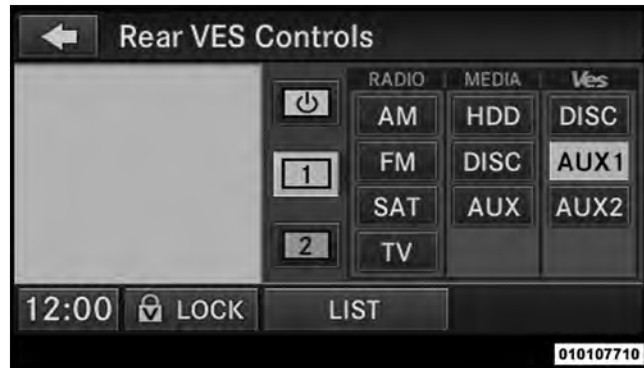 Rear VES Controls
RADIO MEDIA Ves
AM HDD DISC
1 FM DISC AUX1
SAT AUX AUX2
2 TV
12:00 LOCK LIST
010107710